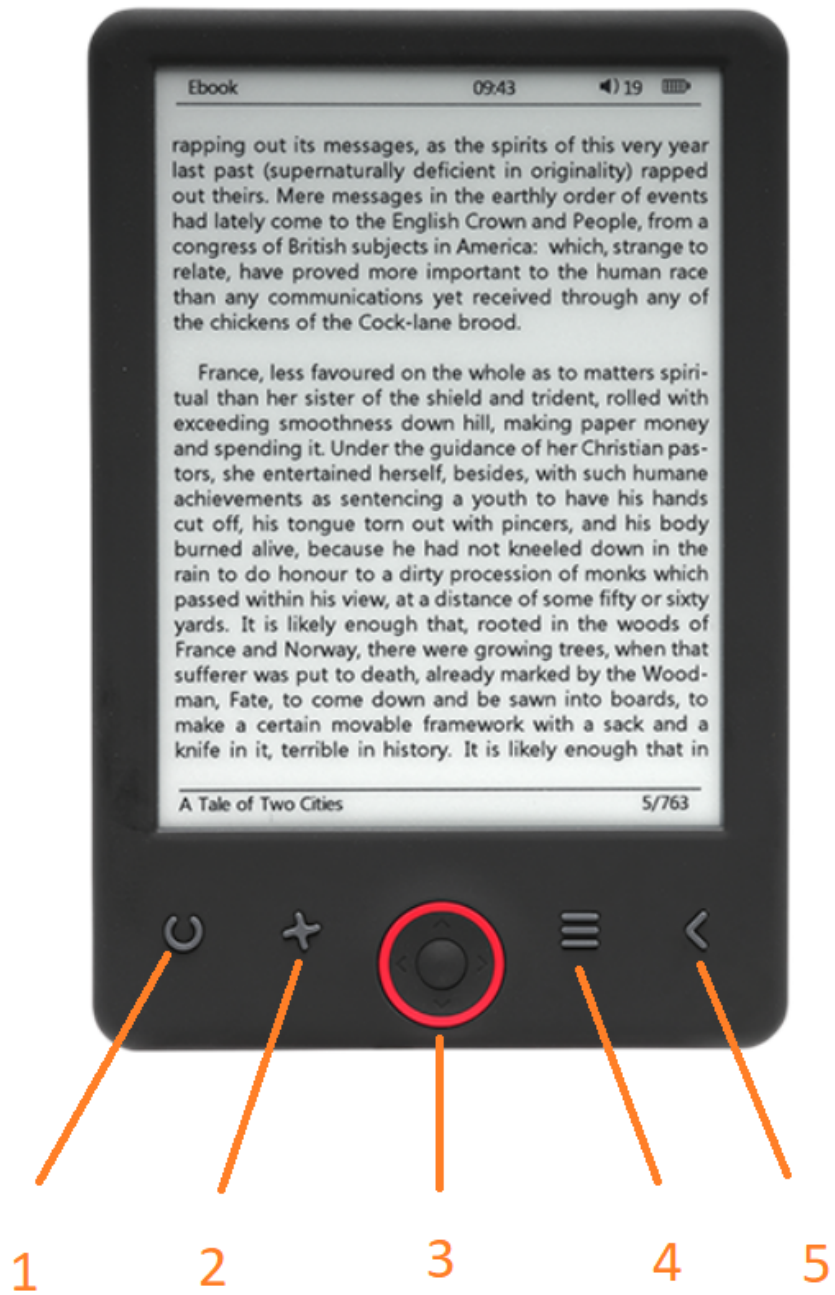 Ebook 09:43 19
rapping out its messages, as the spirits of this very year
last past (supernaturally deficient in originality) rapped
out theirs. Mere messages in the earthly order of events
had lately come to the English Crown and People, from a
congress of British subjects in America:  which, strange to
relate, have proved more important to the human race
than any communications yet received through any of
the chickens of the Cock-lane brood.
France, less favoured on the whole as to matters spiri-
tual than her sister of the shield and trident, rolled with
exceeding smoothness down hill, making paper money
and spending it. Under the guidance of her Christian pas-
tors, she entertained herself, besides, with such humane
achievements as sentencing a youth to have his hands
cut off, his tongue torn out with pincers, and his body
burned alive, because he had not kneeled down in the
rain to do honour to a dirty procession of monks which
passed within his view, at a distance of some fifty or sixty
yards. It is likely enough that, rooted in the woods of
France and Norway, there were growing trees, when that
sufferer was put to death, already marked by the Wood-
man, Fate, to come down and be sawn into boards, to
make a certain movable framework with a sack and a
knife in it, terrible in history. It is likely enough that in
A Tale of Two Cities 5/763
1 2 3 4 5